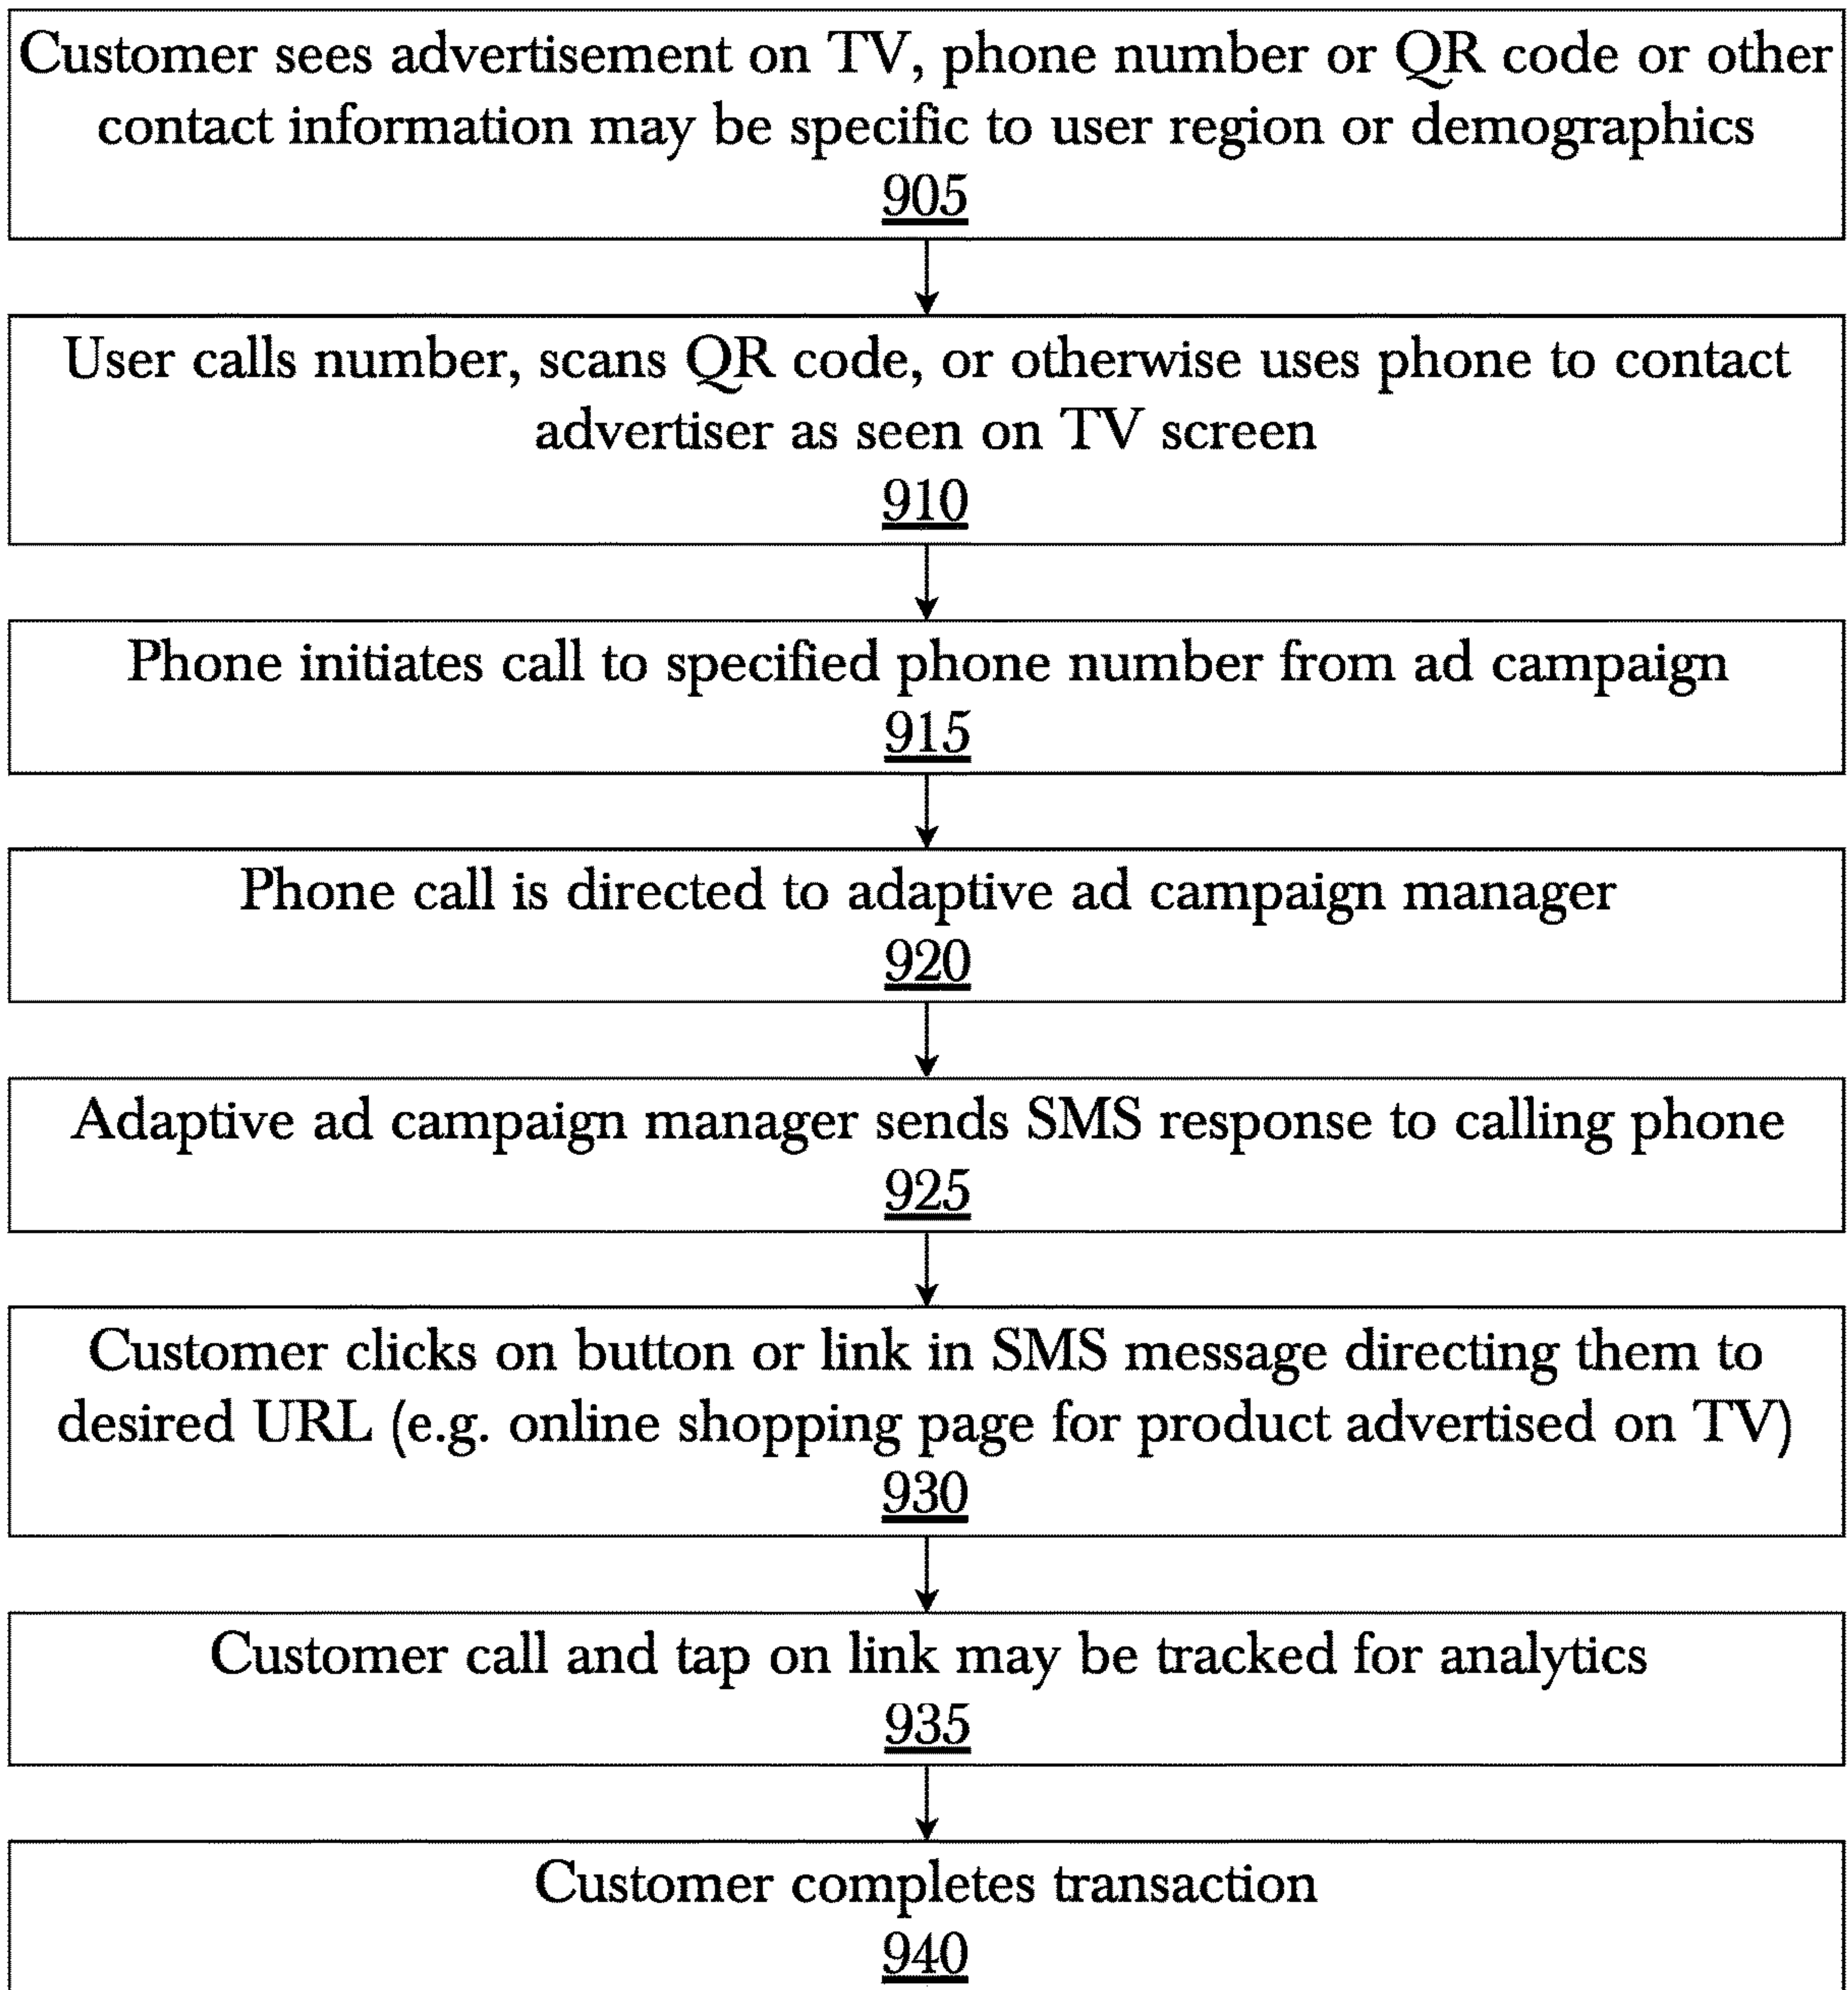 Customer sees advertisement on TV, phone number or QR code or other
contact information may be specific to user region or demographics
905
User calls number, scans QR code, or otherwise uses phone to contact
advertiser as seen on TV screen
910
Phone initiates call to specified phone number from ad campaign
915
Phone call is directed to adaptive ad campaign manager
920
Adaptive ad campaign manager sends SMS response to calling phone
925
Customer clicks on button or link in SMS message directing them to
desired URL (e.g. online shopping page for product advertised on TV)
930
Customer call and tap on link may be tracked for analytics
935
Customer completes transaction
940